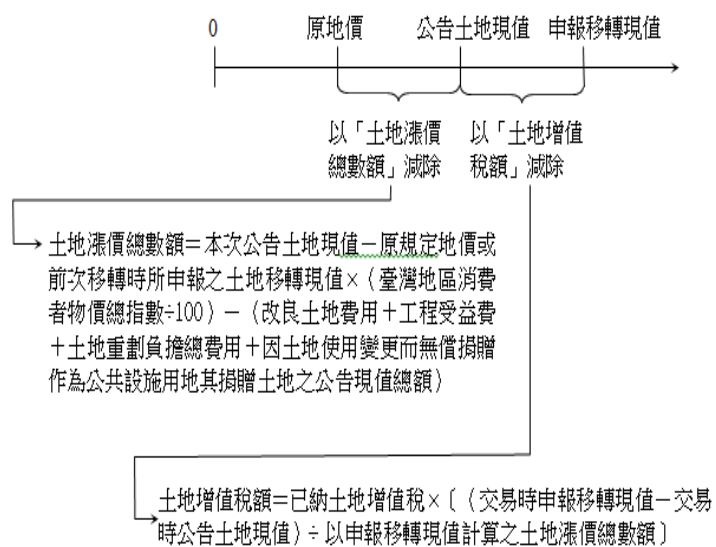 0 原地價 公告土地現值 申報移轉現值
以「土地漲價
總數額」減除
以「土地增值
稅額」減除
土地漲價總數額＝本次公告土地現值－原規定地價或
前次移轉時所申報之土地移轉現值×（臺灣地區消費
者物價總指數÷100）－（改良土地費用＋工程受益費
＋土地重劃負擔總費用＋因土地使用變更而無償捐贈
作為公共設施用地其捐贈土地之公告現值總額）
土地增值稅額＝已納土地增值稅×〔（交易時申報移轉現值－交易
時公告土地現值）÷以申報移轉現值計算之土地漲價總數額〕